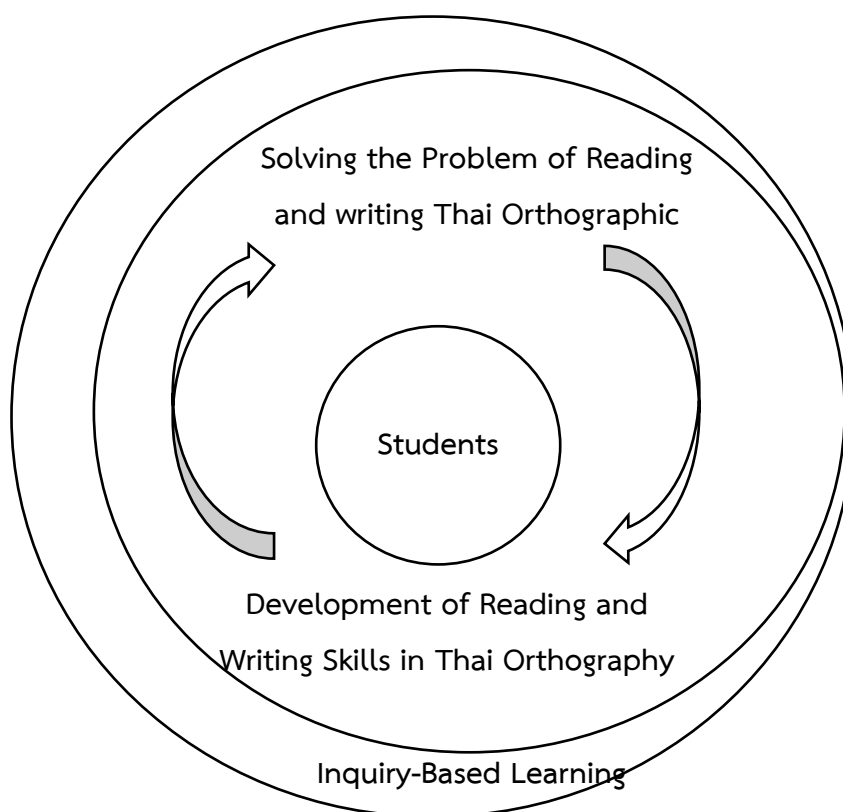 Solving the Problem of Reading
and writing Thai Orthographic
Students
Development of Reading and
Writing Skills in Thai Orthography
Inquiry-Based Learning